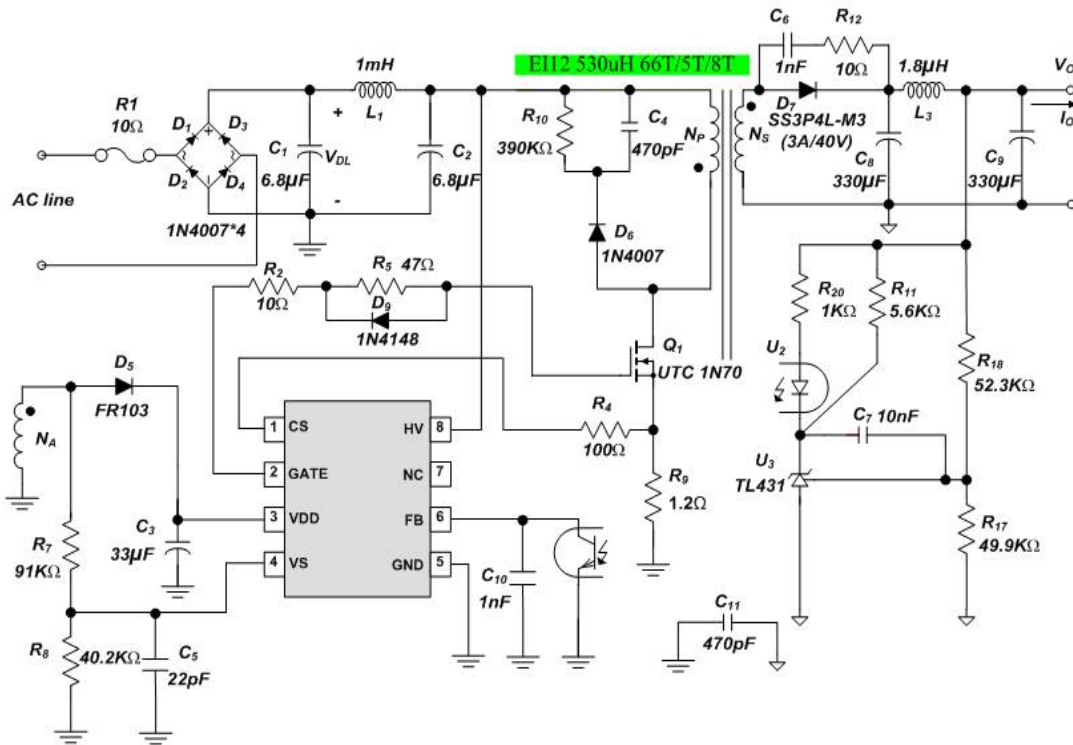 EI12 530uH 66T/5T/8T
C6
1nF
R12
10Ω
1mH
L1
R1
10Ω
D1
D3
D2
D4
1N4007*4
AC line
C1
6.8µF
+
VDL
-
C2
6.8µF
R10
390KΩ
C4
470pF
NP
NS
D7
SS3P4L-M3
(3A/40V)
1.8µH
L3
VO
IO
C8
330µF
C9
330µF
D6
1N4007
R2
10Ω
R5
47Ω
D9
1N4148
Q1
UTC 1N70
R20
1KΩ
R11
5.6KΩ
U2
R18
52.3KΩ
C7 10nF
U3
TL431
R17
49.9KΩ
D5
FR103
NA
1
CS
HV
8
2
GATE
NC
7
3
VDD
FB
6
4
VS
GND
5
R4
100Ω
R9
1.2Ω
C3
33µF
R7
91KΩ
R8
40.2KΩ
C5
22pF
C10
1nF
C11
470pF